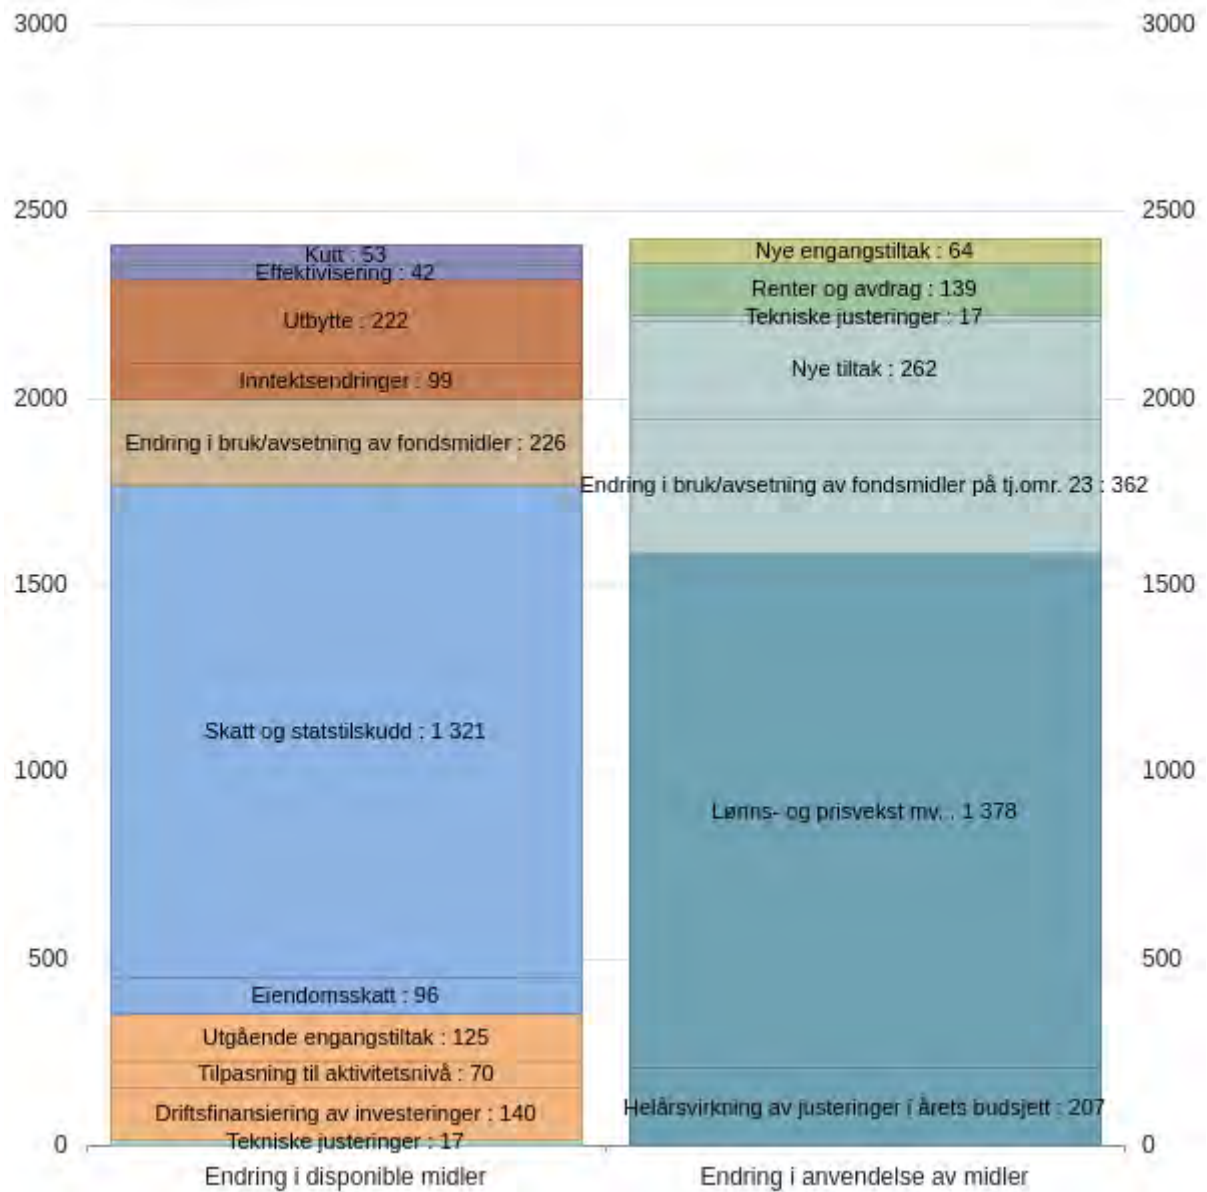 3000
3000
2500
2500
2000
2000
1500
1500
1000
1000
500
500
0
0
Kutt : 53
Effektivisering : 42
Utbytte : 222
Inntektsendringer : 99
Endring i bruk/avsetning av fondsmidler : 226
Skatt og statstilskudd : 1 321
Eiendomsskatt : 96
Utgående engangstiltak : 125
Tilpasning til aktivitetsnivå : 70
Driftsfinansiering av investeringer : 140
Tekniske justeringer : 17
Endring i disponible midler
Nye engangstiltak : 64
Renter og avdrag : 139
Tekniske justeringer : 17
Nye tiltak : 262
Endring i bruk/avsetning av fondsmidler på tj.omr. 23 : 362
Lønns- og prisvekst mv. : 1 378
Helårsvirkning av justeringer i årets budsjett : 207
Endring i anvendelse av midler